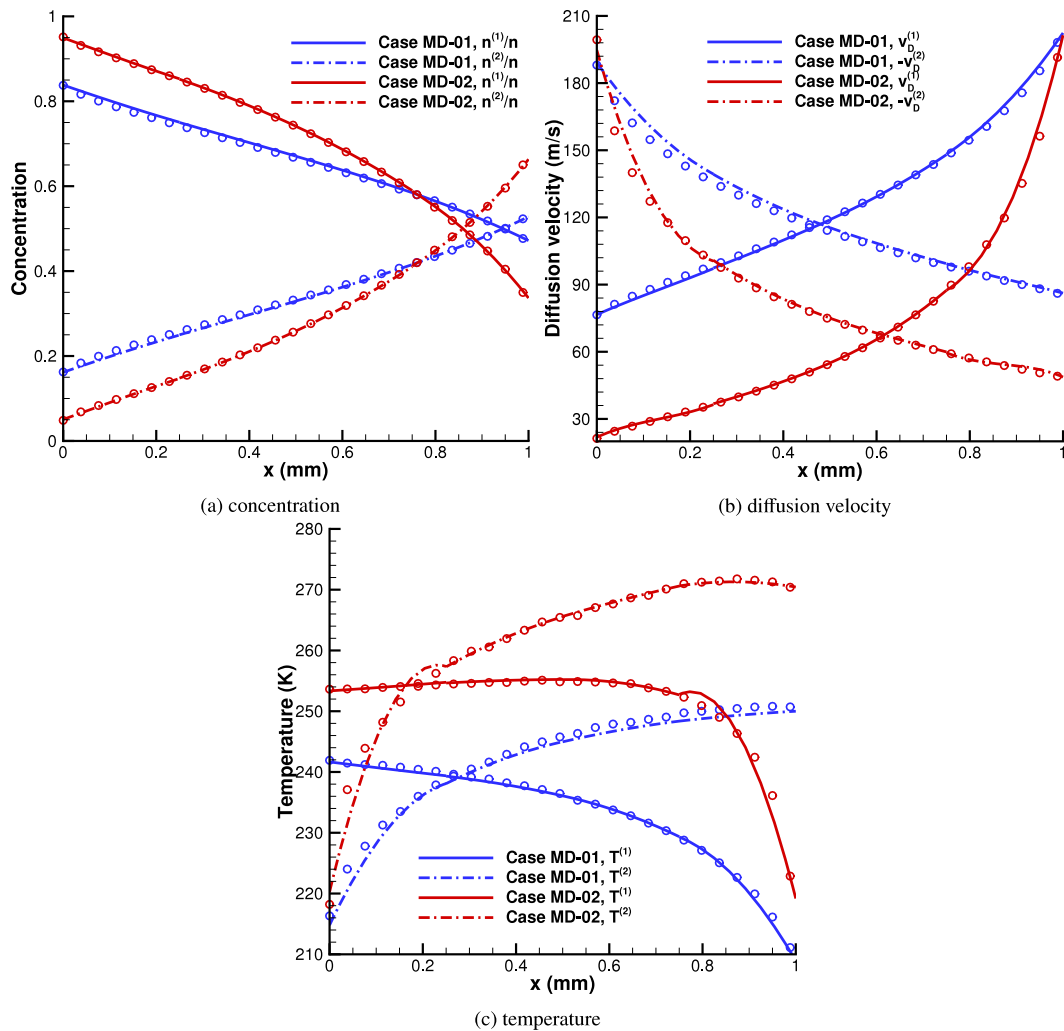 1
0.8
0.6
0.4
0.2
0
Concentration
0 0.2 0.4 0.6 0.8 1
x (mm)
Case MD-01, n⁽¹⁾/n
Case MD-01, n⁽²⁾/n
Case MD-02, n⁽¹⁾/n
Case MD-02, n⁽²⁾/n
(a) concentration
210
180
150
120
90
60
30
Diffusion velocity (m/s)
0 0.2 0.4 0.6 0.8 1
x (mm)
Case MD-01, v_D⁽¹⁾
Case MD-01, -v_D⁽²⁾
Case MD-02, v_D⁽¹⁾
Case MD-02, -v_D⁽²⁾
(b) diffusion velocity
280
270
260
250
240
230
220
210
Temperature (K)
0 0.2 0.4 0.6 0.8 1
x (mm)
Case MD-01, T⁽¹⁾
Case MD-01, T⁽²⁾
Case MD-02, T⁽¹⁾
Case MD-02, T⁽²⁾
(c) temperature